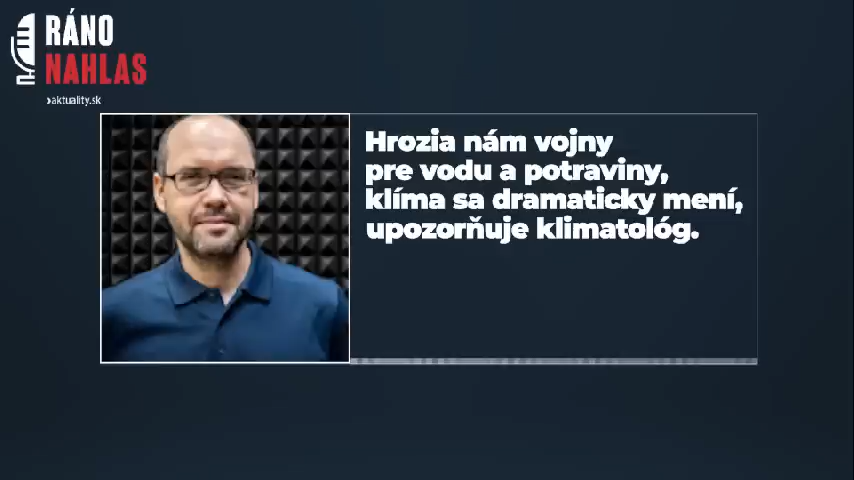 RÁNO
NAHLAS
aktuality.sk
Hrozia nám vojny
pre vodu a potraviny,
klíma sa dramaticky mení,
upozorňuje klimatológ.